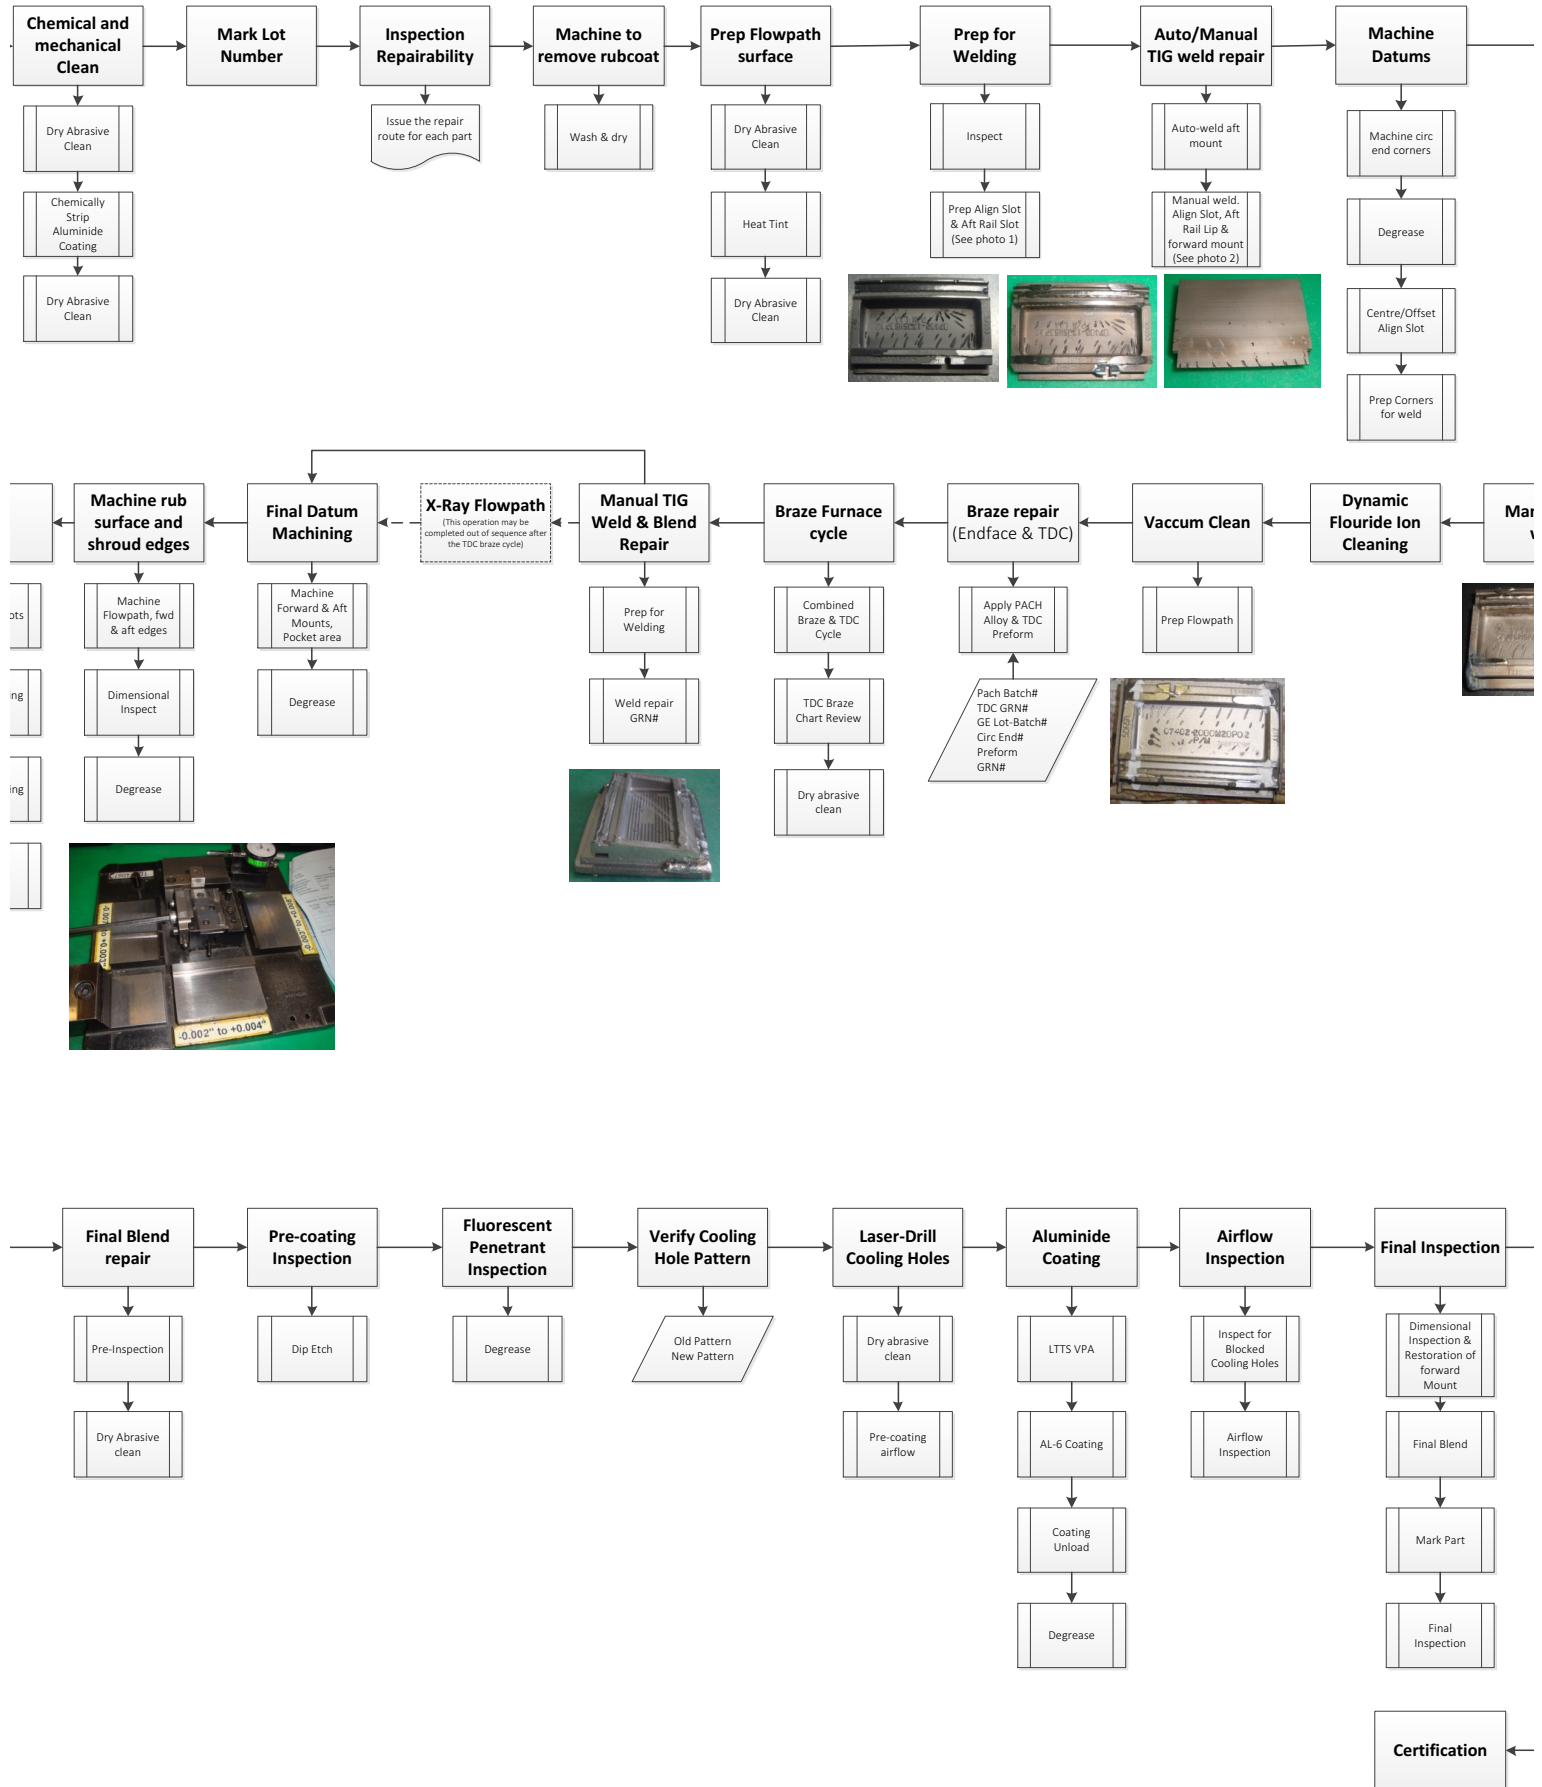 Chemical and
mechanical
Clean
Mark Lot
Number
Inspection
Repairability
Machine to
remove rubcoat
Prep Flowpath
surface
Prep for
Welding
Auto/Manual
TIG weld repair
Machine
Datums
Dry Abrasive
Clean
Chemically
Strip
Aluminide
Coating
Dry Abrasive
Clean
Issue the repair
route for each part
Wash & dry
Dry Abrasive
Clean
Heat Tint
Dry Abrasive
Clean
Inspect
Prep Align Slot
& Aft Rail Slot
(See photo 1)
Auto-weld aft
mount
Manual weld.
Align Slot, Aft
Rail Lip &
forward mount
(See photo 2)
Machine circ
end corners
Degrease
Centre/Offset
Align Slot
Prep Corners
for weld
Machine rub
surface and
shroud edges
Final Datum
Machining
X-Ray Flowpath
(This operation may be
completed out of sequence after
the TDC braze cycle)
Manual TIG
Weld & Blend
Repair
Braze Furnace
cycle
Braze repair
(Endface & TDC)
Vaccum Clean
Dynamic
Flouride Ion
Cleaning
Man
w
ots
ing
ing
Machine
Flowpath, fwd
& aft edges
Dimensional
Inspect
Degrease
Machine
Forward & Aft
Mounts,
Pocket area
Degrease
Prep for
Welding
Weld repair
GRN#
Combined
Braze & TDC
Cycle
TDC Braze
Chart Review
Dry abrasive
clean
Apply PACH
Alloy & TDC
Preform
Pach Batch#
TDC GRN#
GE Lot-Batch#
Circ End#
Preform
GRN#
Prep Flowpath
P/M
-0.002" to +0.004"
Final Blend
repair
Pre-coating
Inspection
Fluorescent
Penetrant
Inspection
Verify Cooling
Hole Pattern
Laser-Drill
Cooling Holes
Aluminide
Coating
Airflow
Inspection
Final Inspection
Pre-Inspection
Dry Abrasive
clean
Dip Etch
Degrease
Old Pattern
New Pattern
Dry abrasive
clean
Pre-coating
airflow
LTTS VPA
AL-6 Coating
Coating
Unload
Degrease
Inspect for
Blocked
Cooling Holes
Airflow
Inspection
Dimensional
Inspection &
Restoration of
forward
Mount
Final Blend
Mark Part
Final
Inspection
Certification